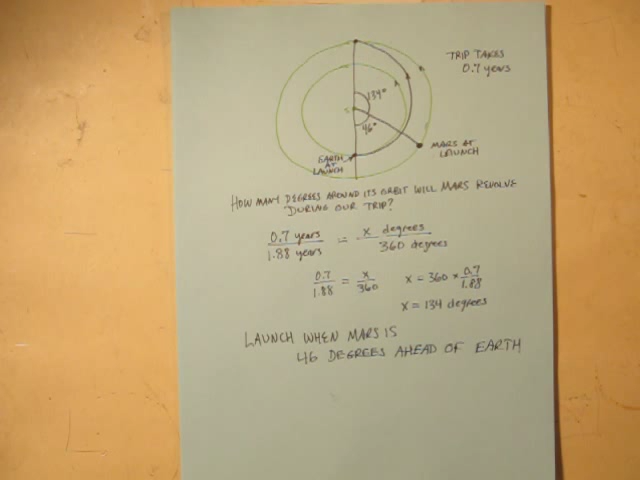 TRIP TAKES
0.7 years
134°
S
46°
MARS AT
LAUNCH
EARTH
AT
LAUNCH
HOW MANY DEGREES AROUND ITS ORBIT WILL MARS REVOLVE
DURING OUR TRIP?
0.7 years / 1.88 years = x degrees / 360 degrees
0.7 / 1.88 = x / 360 x = 360 × 0.7 / 1.88
x = 134 degrees
LAUNCH WHEN MARS IS
46 DEGREES AHEAD OF EARTH